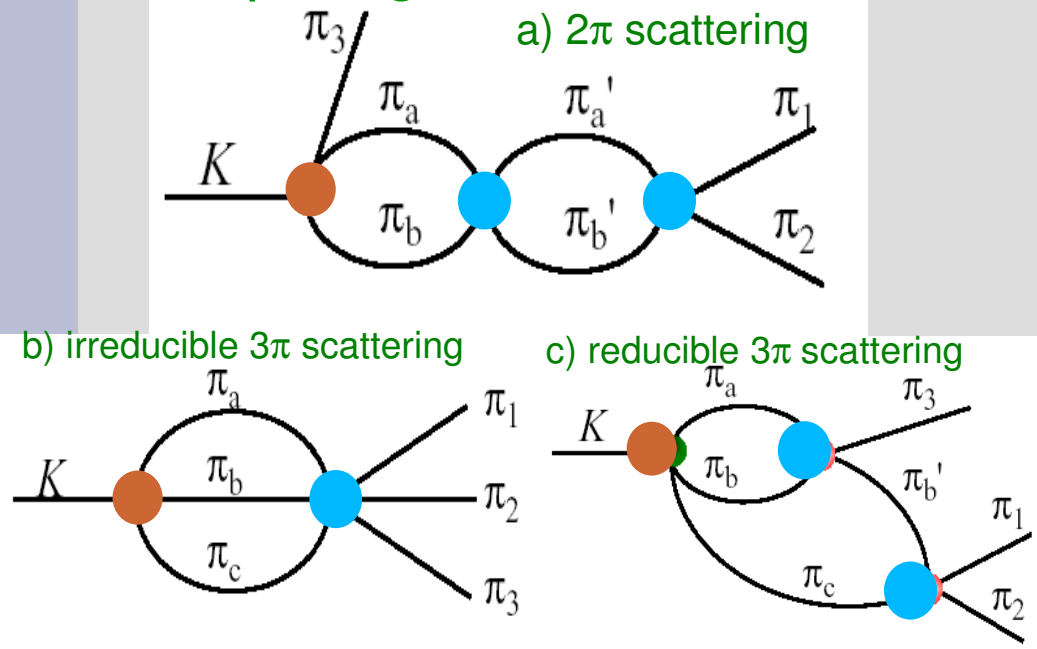 a) 2π scattering
π3
πa
πa'
π1
K
πb
πb'
π2
b) irreducible 3π scattering
c) reducible 3π scattering
πa
π1
K
πb
π2
πc
π3
πa
π3
K
πb
πb'
π1
πc
π2